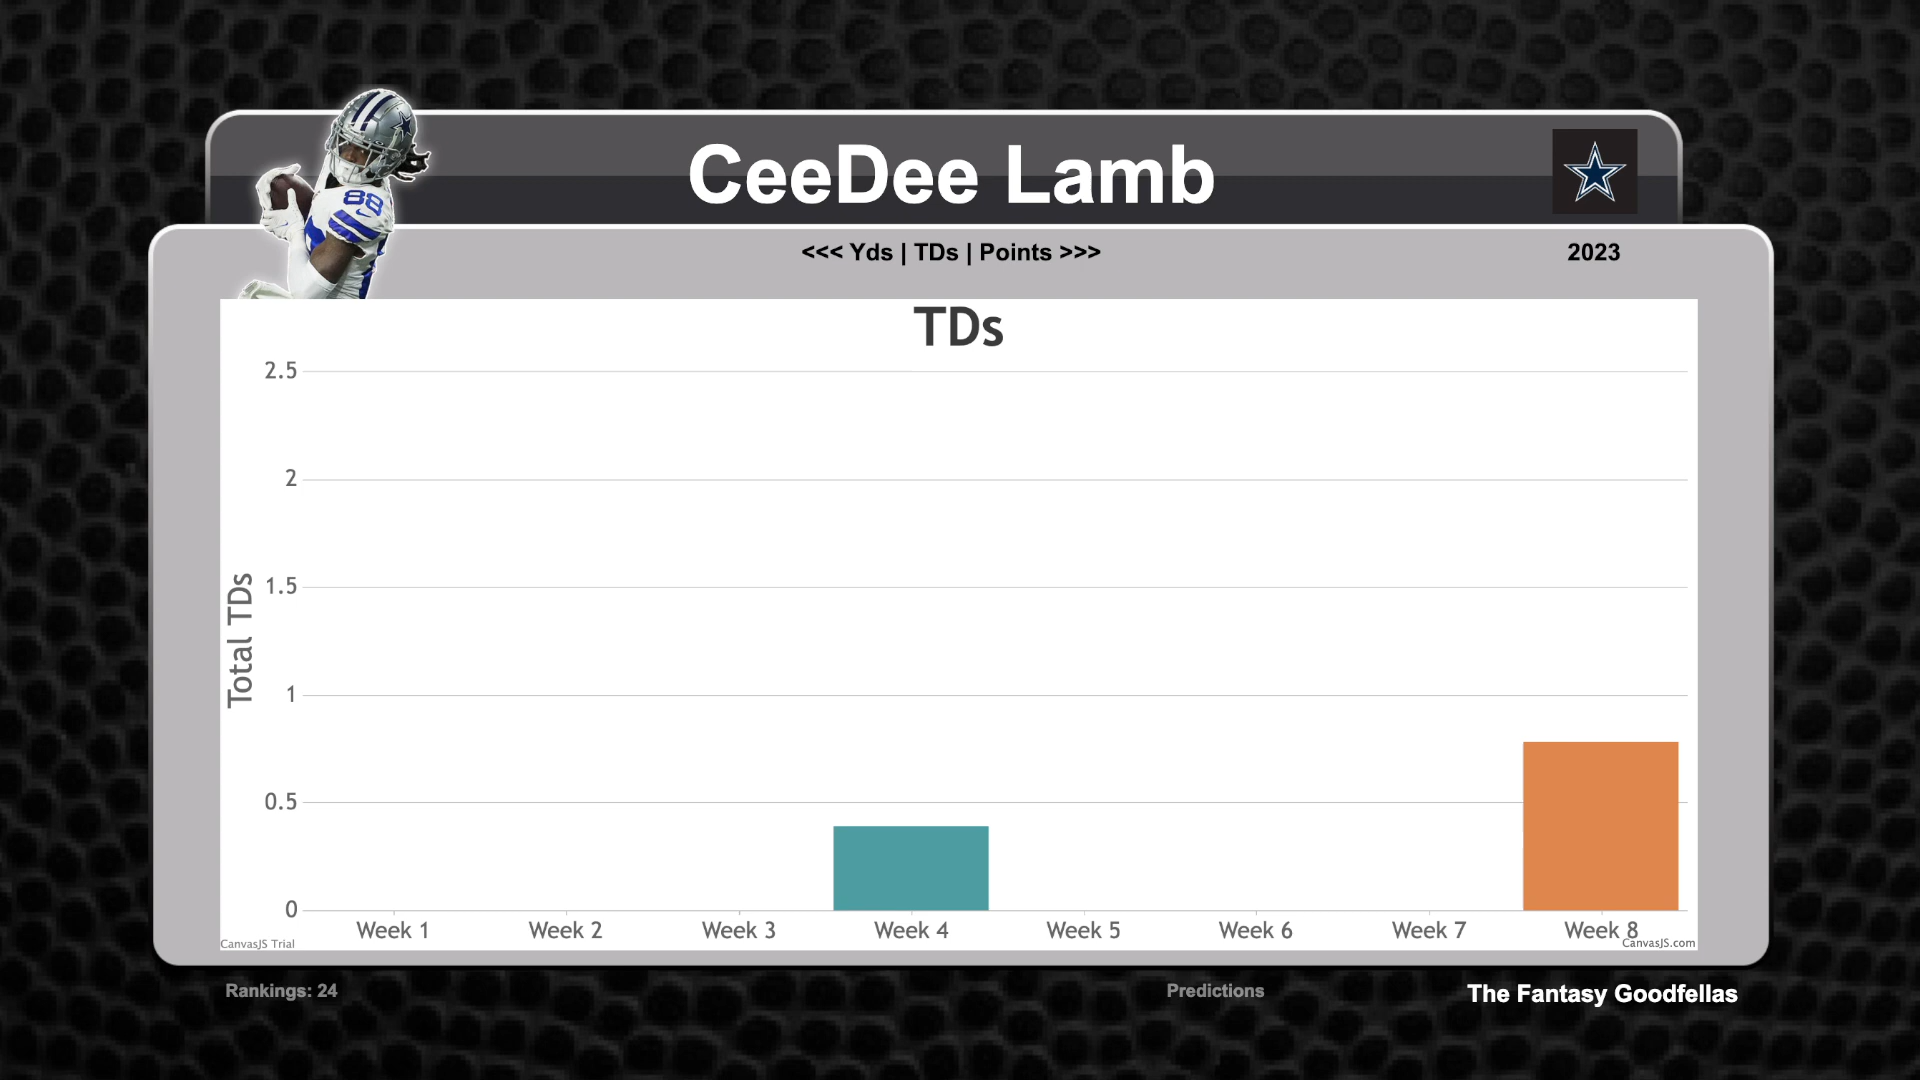 CeeDee Lamb
88
<<< Yds | TDs | Points >>>
2023
TDs
Total TDs
2.5
2
1.5
1
0.5
0
Week 1 Week 2 Week 3 Week 4 Week 5 Week 6 Week 7 Week 8
CanvasJS Trial
CanvasJS.com
Rankings: 24
Predictions
The Fantasy Goodfellas